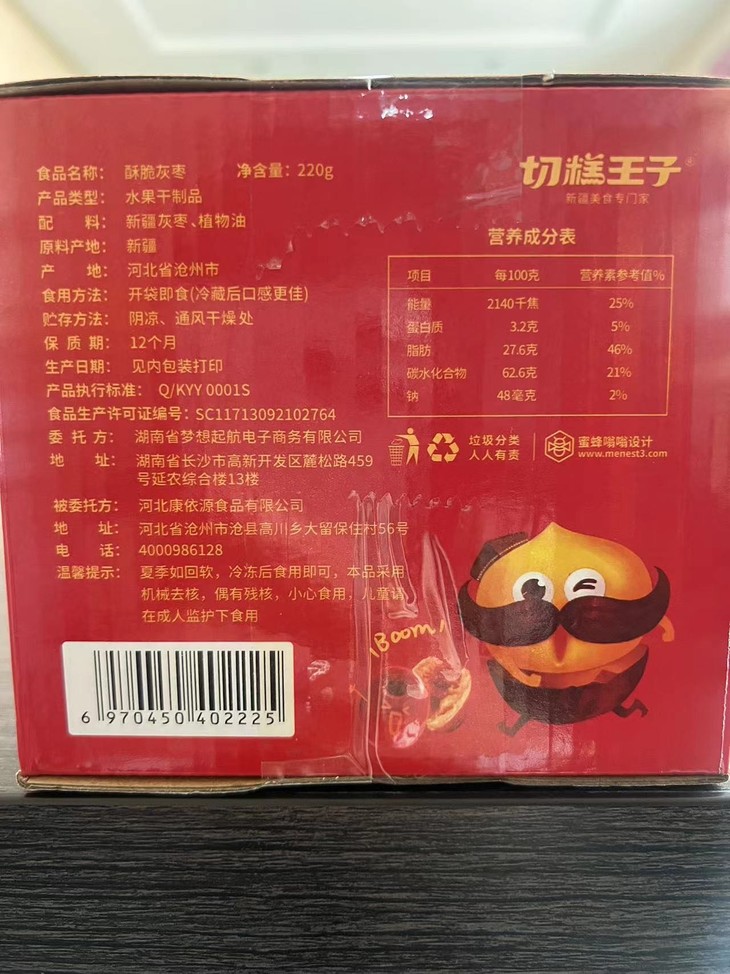 食品名称： 酥脆灰枣 净含量：220g
产品类型： 水果干制品
配 料： 新疆灰枣、植物油
原料产地： 新疆
产 地： 河北省沧州市
食用方法： 开袋即食(冷藏后口感更佳)
贮存方法： 阴凉、通风干燥处
保 质 期： 12个月
生产日期： 见内包装打印
产品执行标准： Q/KYY 0001S
食品生产许可证编号：SC11713092102764
委 托 方： 湖南省梦想起航电子商务有限公司
地 址： 湖南省长沙市高新开发区麓松路459
号延农综合楼13楼
被委托方： 河北康依源食品有限公司
地 址： 河北省沧州市沧县高川乡大留保住村56号
电 话： 4000986128
温馨提示： 夏季如回软，冷冻后食用即可，本品采用
机械去核，偶有残核，小心食用，儿童请
在成人监护下食用
6 970450 402225
切糕王子
新疆美食专门家
营养成分表
项目 每100克 营养素参考值%
能量 2140千焦 25%
蛋白质 3.2克 5%
脂肪 27.6克 46%
碳水化合物 62.6克 21%
钠 48毫克 2%
垃圾分类
人人有责
蜜蜂嗡嗡设计
www.menest3.com
Boom!